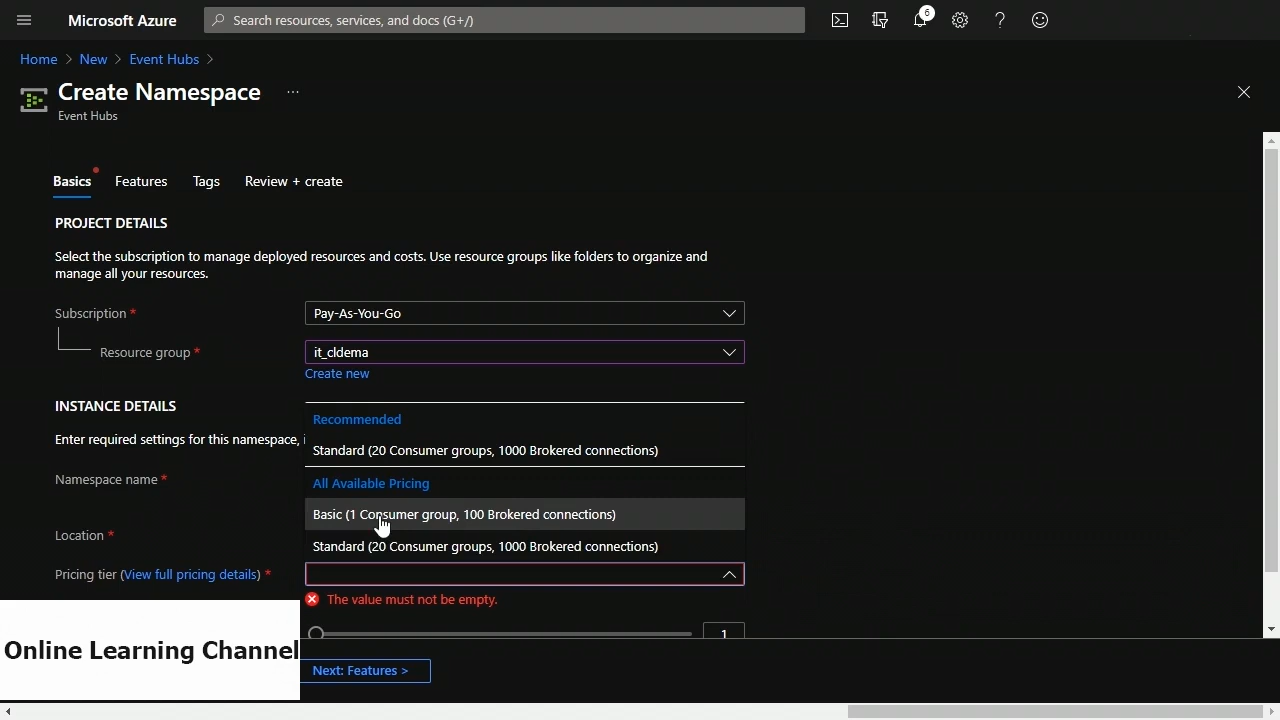 Microsoft Azure
Search resources, services, and docs (G+/)
6
Home > New > Event Hubs >
Create Namespace ...
Event Hubs
Basics Features Tags Review + create
PROJECT DETAILS
Select the subscription to manage deployed resources and costs. Use resource groups like folders to organize and
manage all your resources.
Subscription * Pay-As-You-Go
Resource group * it_cldema
Create new
INSTANCE DETAILS
Recommended
Enter required settings for this namespace,
Standard (20 Consumer groups, 1000 Brokered connections)
Namespace name *
All Available Pricing
Basic (1 Consumer group, 100 Brokered connections)
Location *
Standard (20 Consumer groups, 1000 Brokered connections)
Pricing tier (View full pricing details) *
The value must not be empty.
1
Online Learning Channel
Next: Features >